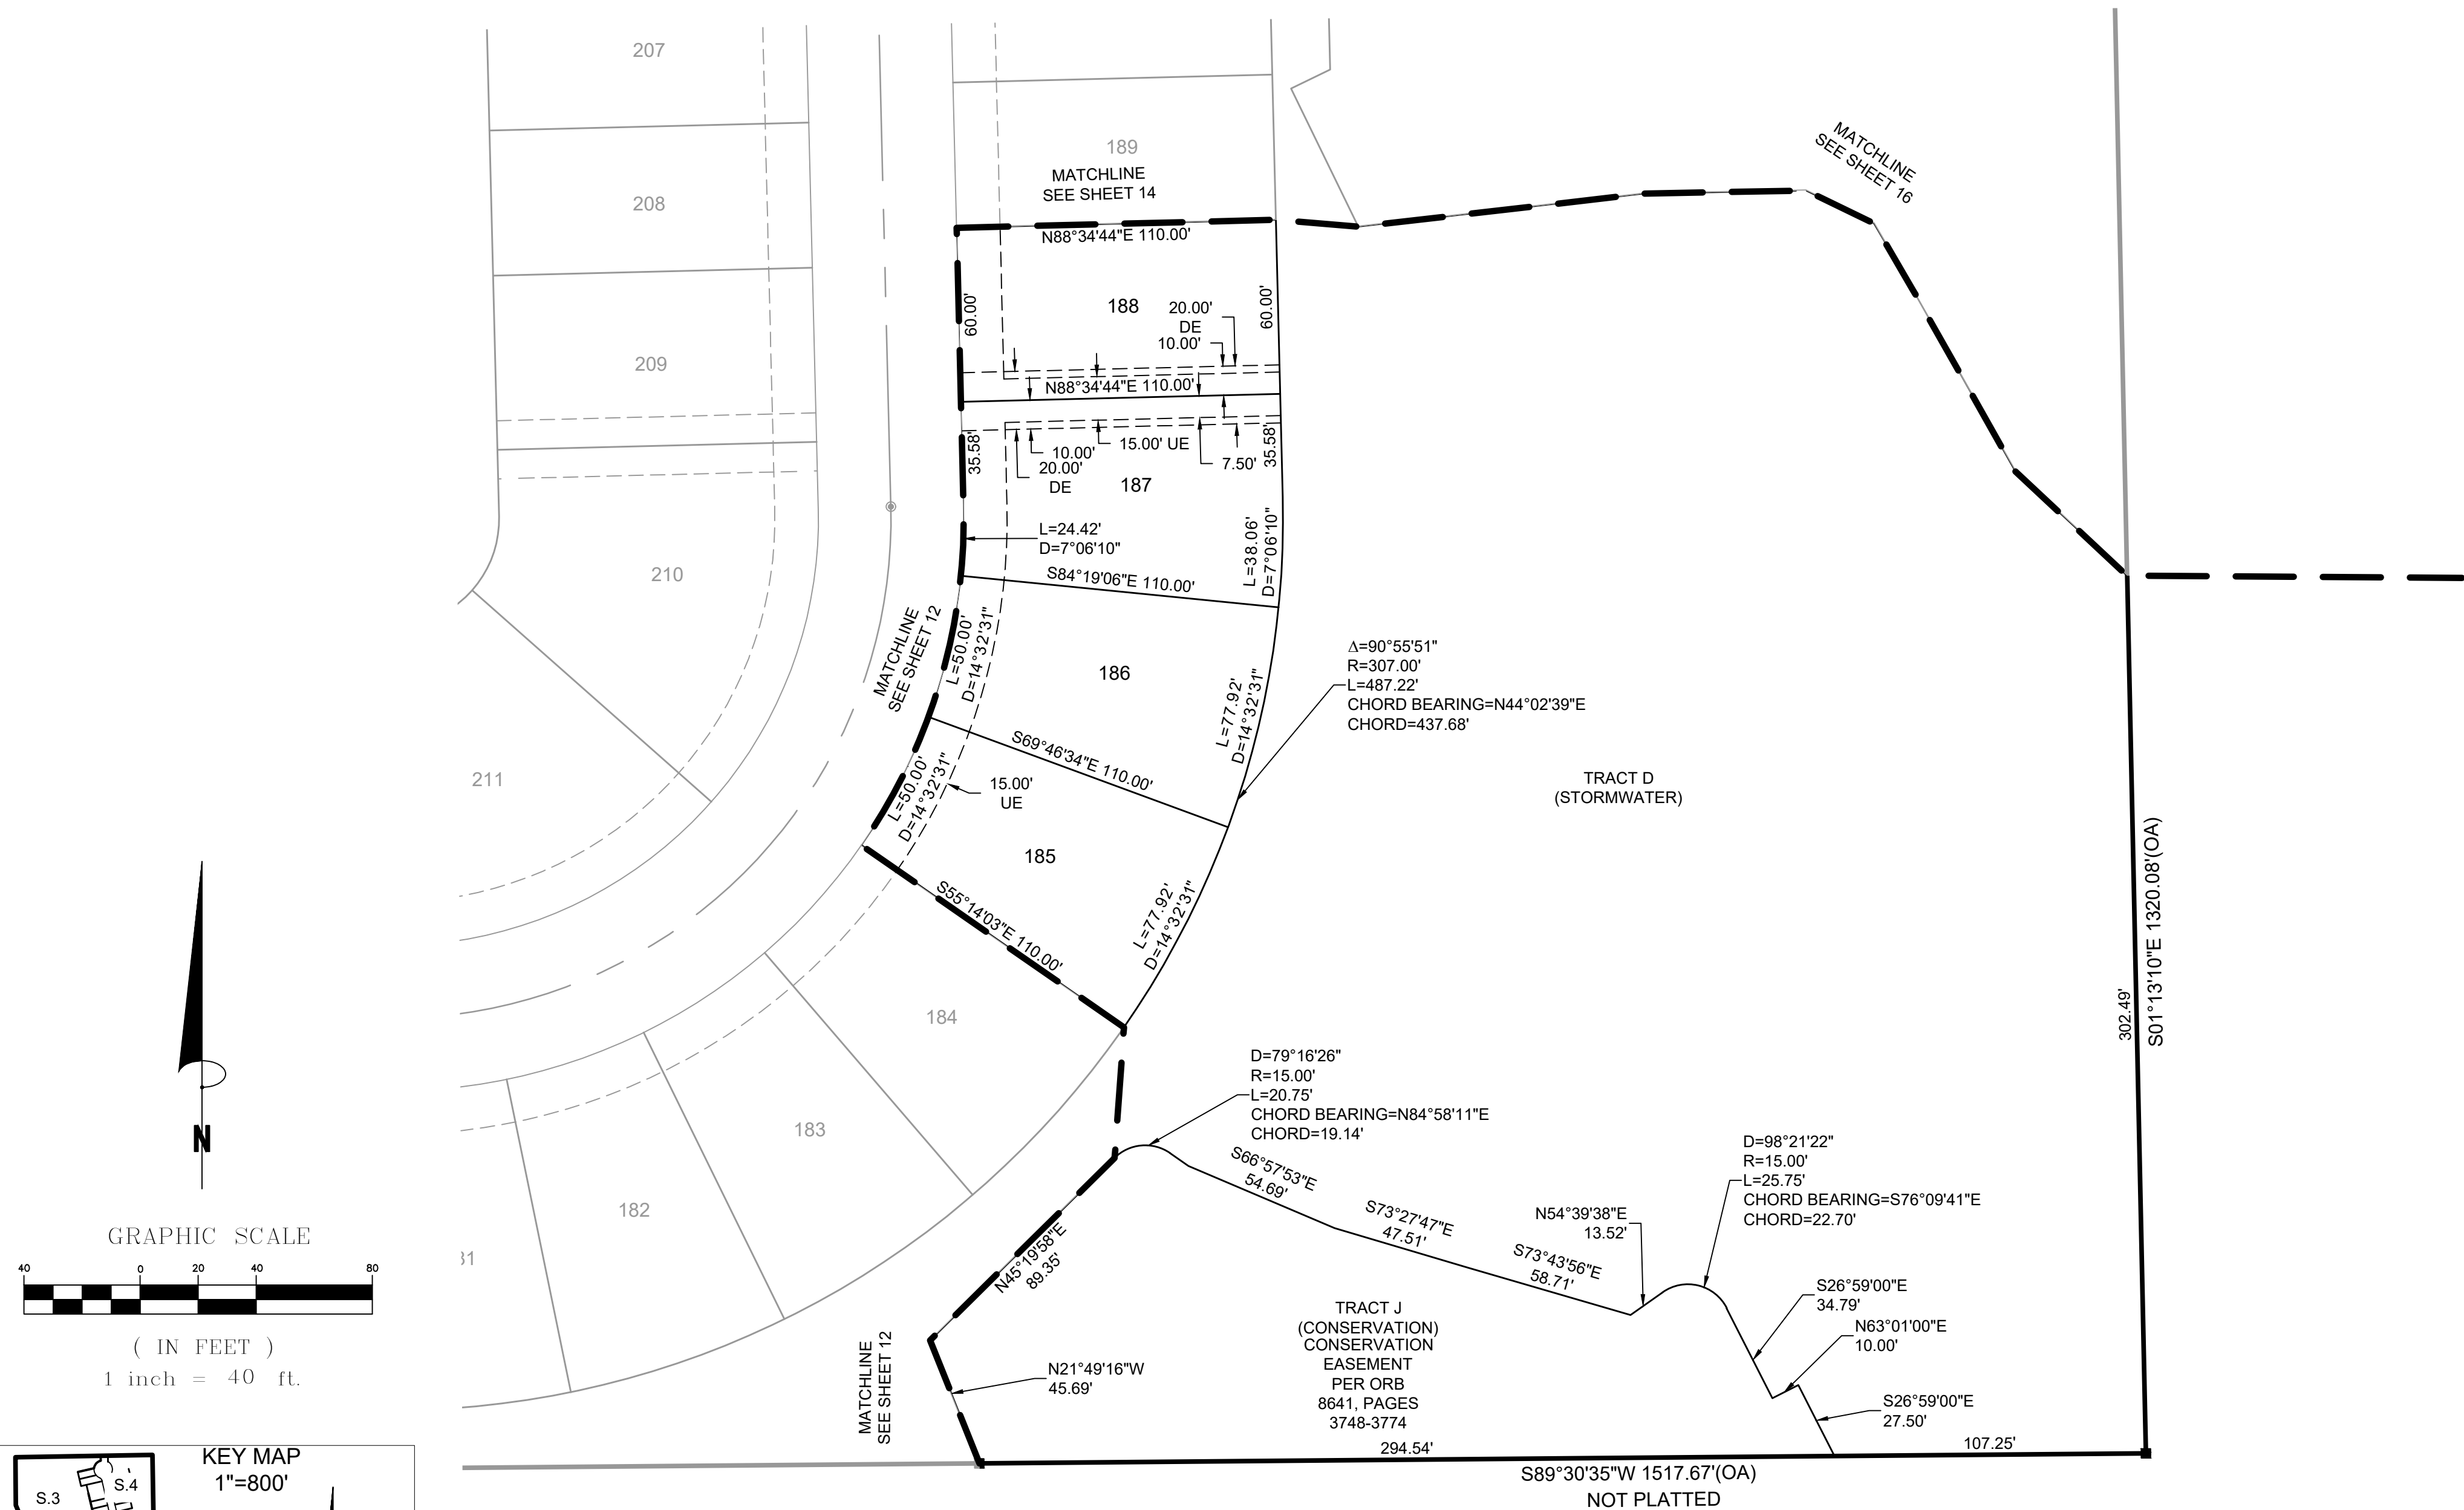 207
208
209
210
211
189
MATCHLINE
SEE SHEET 14
MATCHLINE
SEE SHEET 16
N88°34'44"E 110.00'
60.00'
188
20.00'
DE
10.00'
60.00'
N88°34'44"E 110.00'
35.58'
10.00'
20.00'
DE
15.00' UE
7.50'
35.58'
187
L=24.42'
D=7°06'10"
L=38.06'
D=7°06'10"
S84°19'06"E 110.00'
MATCHLINE
SEE SHEET 12
L=50.00'
D=14°32'31"
186
L=77.92'
D=14°32'31"
Δ=90°55'51"
R=307.00'
L=487.22'
CHORD BEARING=N44°02'39"E
CHORD=437.68'
S69°46'34"E 110.00'
L=50.00'
D=14°32'31"
15.00'
UE
185
L=77.92'
D=14°32'31"
S55°14'03"E 110.00'
TRACT D
(STORMWATER)
S01°13'10"E 1320.08'(OA)
302.49'
184
183
182
31
D=79°16'26"
R=15.00'
L=20.75'
CHORD BEARING=N84°58'11"E
CHORD=19.14'
S66°57'53"E
54.69'
S73°27'47"E
47.51'
S73°43'56"E
58.71'
N54°39'38"E
13.52'
D=98°21'22"
R=15.00'
L=25.75'
CHORD BEARING=S76°09'41"E
CHORD=22.70'
S26°59'00"E
34.79'
N63°01'00"E
10.00'
S26°59'00"E
27.50'
N45°19'58"E
89.35'
MATCHLINE
SEE SHEET 12
N21°49'16"W
45.69'
TRACT J
(CONSERVATION)
CONSERVATION
EASEMENT
PER ORB
8641, PAGES
3748-3774
294.54'
107.25'
S89°30'35"W 1517.67'(OA)
NOT PLATTED
N
GRAPHIC SCALE
40 0 20 40 80
( IN FEET )
1 inch = 40 ft.
KEY MAP
1"=800'
S.3
S.4